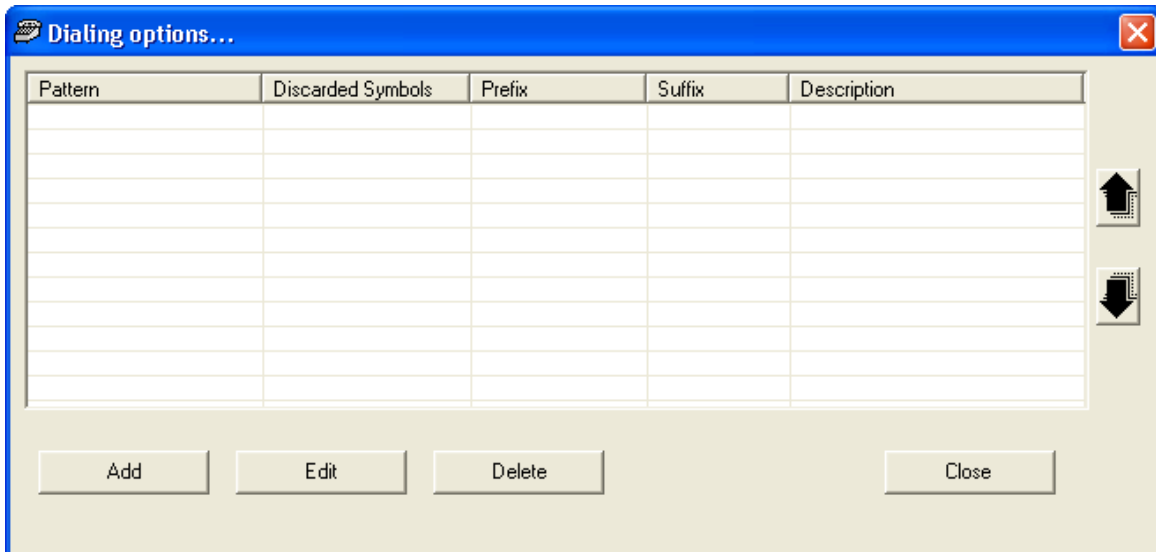 Dialing options...
Pattern Discarded Symbols Prefix Suffix Description
Add Edit Delete Close